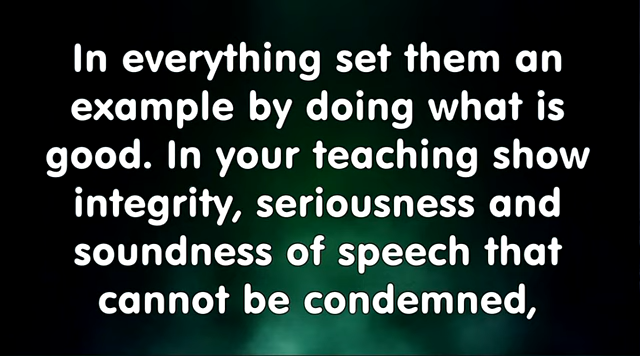 In everything set them an
example by doing what is
good. In your teaching show
integrity, seriousness and
soundness of speech that
cannot be condemned,